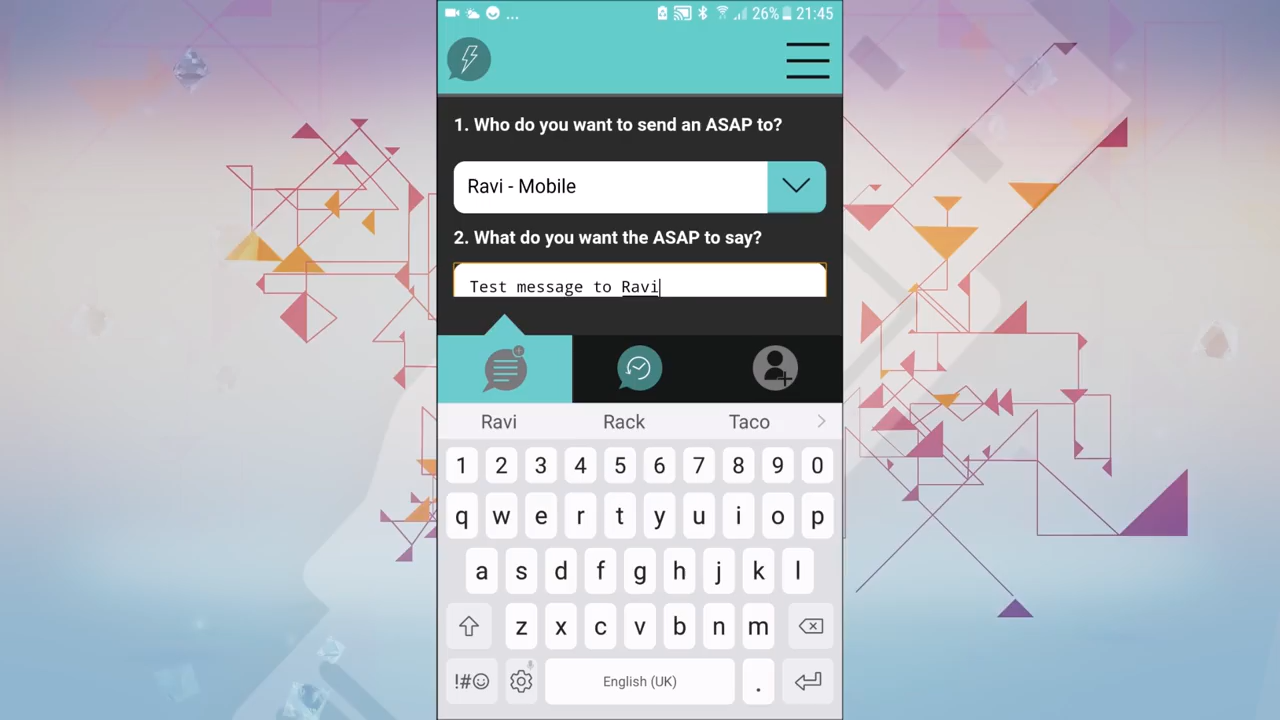 ... 26% 21:45
1. Who do you want to send an ASAP to?
Ravi - Mobile
2. What do you want the ASAP to say?
Test message to Ravi
Ravi Rack Taco
1 2 3 4 5 6 7 8 9 0
q w e r t y u i o p
a s d f g h j k l
z x c v b n m
!#☺ English (UK) .